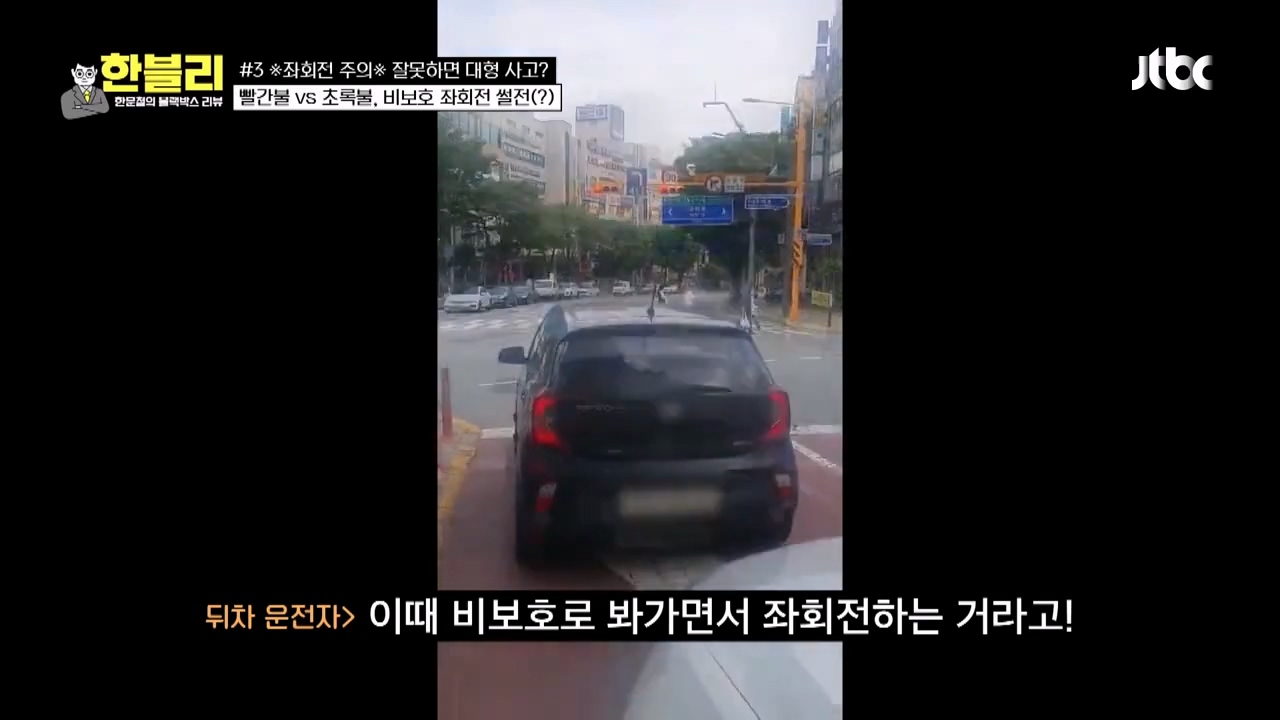 한블리
한문철의 블랙박스 리뷰
#3 ※좌회전 주의※ 잘못하면 대형 사고?
빨간불 vs 초록불, 비보호 좌회전 썰전(?)
jtbc
뒤차 운전자> 이때 비보호로 봐가면서 좌회전하는 거라고!